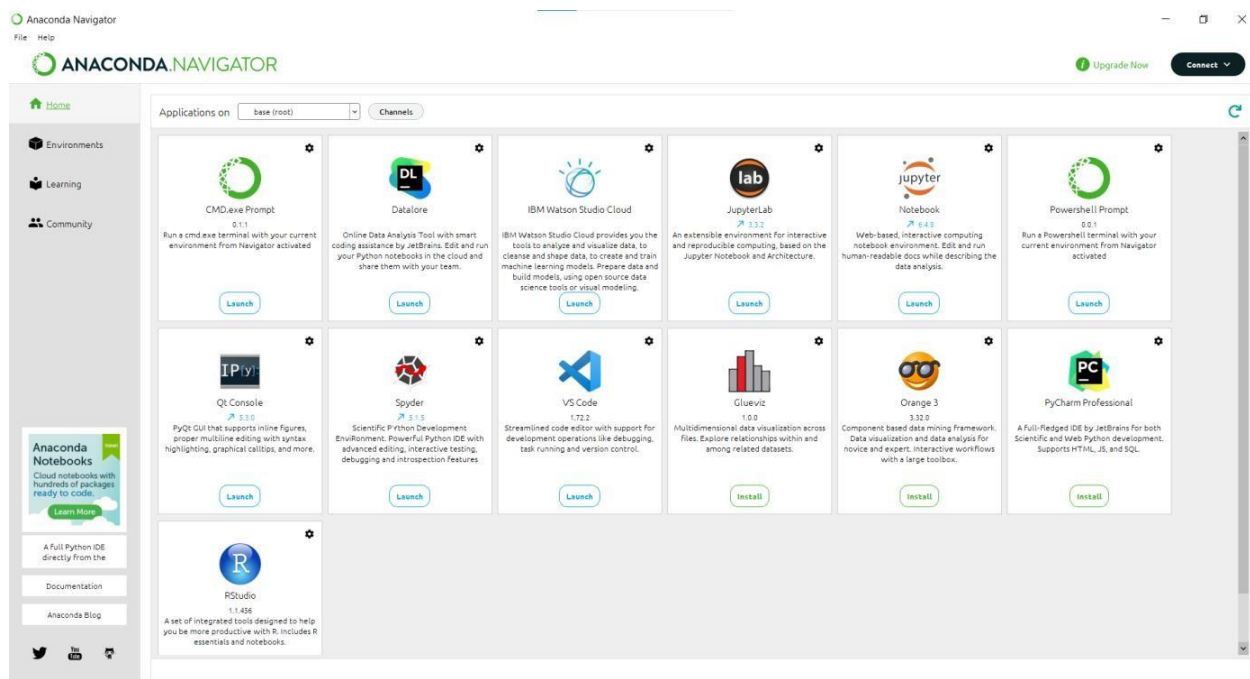 Anaconda Navigator
File Help
ANACONDA.NAVIGATOR
Upgrade Now
Connect
Home
Applications on base (root) Channels
Environments
Learning
Community
CMD.exe Prompt
0.1.1
Run a cmd.exe terminal with your current
environment from Navigator activated
Launch
DL
Datalore
Online Data Analysis Tool with smart
coding assistance by JetBrains. Edit and run
your Python notebooks in the cloud and
share them with your team.
Launch
IBM Watson Studio Cloud
IBM Watson Studio Cloud provides you the
tools to analyze and visualize data, to
cleanse and shape data, to create and train
machine learning models. Prepare data and
build models, using open source data
science tools or visual modeling.
Launch
lab
JupyterLab
3.3.2
An extensible environment for interactive
and reproducible computing, based on the
Jupyter Notebook and Architecture.
Launch
jupyter
Notebook
6.4.8
Web-based, interactive computing
notebook environment. Edit and run
human-readable docs while describing the
data analysis.
Launch
Powershell Prompt
0.0.1
Run a Powershell terminal with your
current environment from Navigator
activated
Launch
IP[y]:
Qt Console
5.3.0
PyQt GUI that supports inline figures,
proper multiline editing with syntax
highlighting, graphical calltips, and more.
Launch
Spyder
5.1.5
Scientific PYthon Development
EnviRonment. Powerful Python IDE with
advanced editing, interactive testing,
debugging and introspection features
Launch
VS Code
1.72.2
Streamlined code editor with support for
development operations like debugging,
task running and version control.
Launch
Glueviz
1.0.0
Multidimensional data visualization across
files. Explore relationships within and
among related datasets.
Install
Orange 3
3.32.0
Component based data mining framework.
Data visualization and data analysis for
novice and expert. Interactive workflows
with a large toolbox.
Install
PC
PyCharm Professional
A full-fledged IDE by JetBrains for both
Scientific and Web Python development.
Supports HTML, JS, and SQL.
Install
R
RStudio
1.1.456
A set of integrated tools designed to help
you be more productive with R. Includes R
essentials and notebooks.
Anaconda
Notebooks
Cloud notebooks with
hundreds of packages
ready to code.
Learn More
A Full Python IDE
directly from the
Documentation
Anaconda Blog
You
Tube